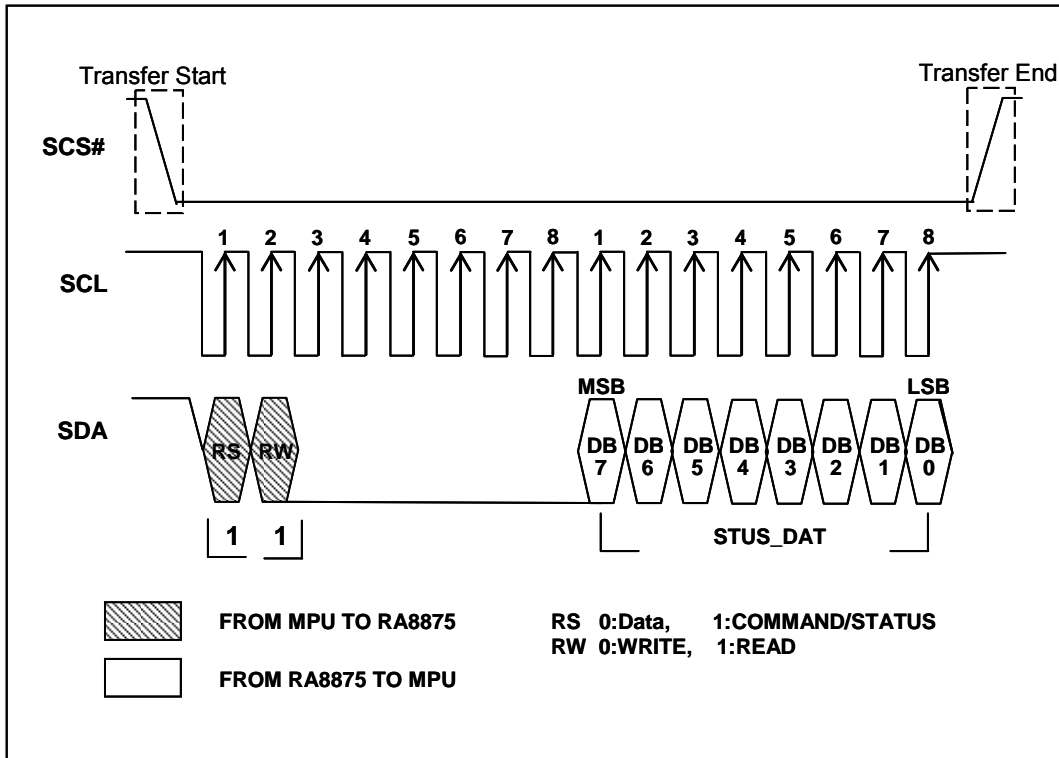 Transfer Start
Transfer End
SCS#
1 2 3 4 5 6 7 8 1 2 3 4 5 6 7 8
SCL
MSB
LSB
SDA
RS RW DB 7 DB 6 DB 5 DB 4 DB 3 DB 2 DB 1 DB 0
1 1
STUS_DAT
FROM MPU TO RA8875
RS 0:Data, 1:COMMAND/STATUS
RW 0:WRITE, 1:READ
FROM RA8875 TO MPU